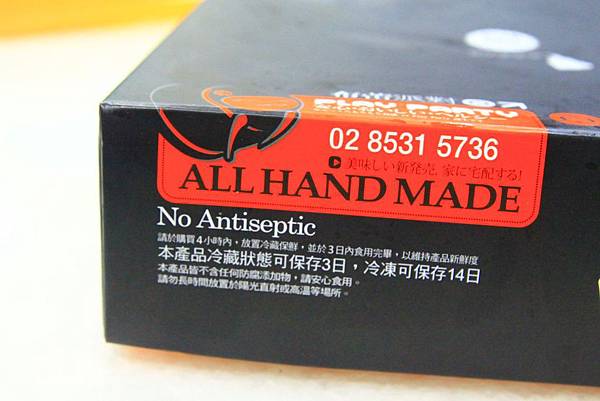 PLAY PARTY
02 8531 5736
美味しい新発売, 家に宅配する!
ALL HAND MADE
No Antiseptic
請於購買4小時內，放置冷藏保鮮，並於3日內食用完畢，以維持產品新鮮度
本產品冷藏狀態可保存3日，冷凍可保存14日
本產品皆不含任何防腐添加物，請安心食用。
請勿長時間放置於陽光直射或高溫等場所。